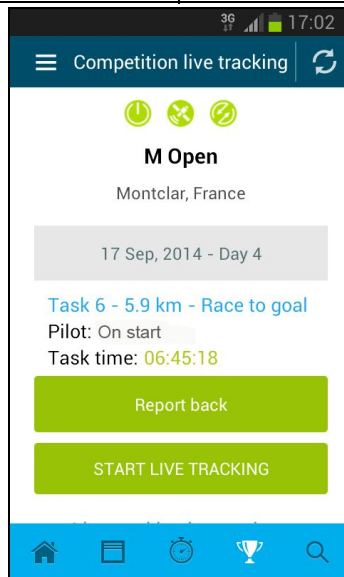 3G 17:02
Competition live tracking
M Open
Montclar, France
17 Sep, 2014 - Day 4
Task 6 - 5.9 km - Race to goal
Pilot: On start
Task time: 06:45:18
Report back
START LIVE TRACKING